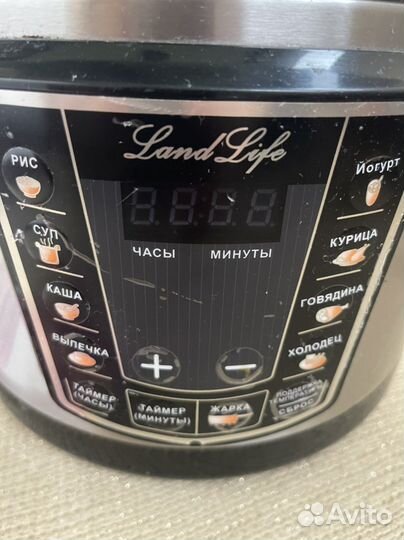 Land Life
РИС
СУП
КАША
ВЫПЕЧКА
ЧАСЫ МИНУТЫ
Йогурт
КУРИЦА
ГОВЯДИНА
ХОЛОДЕЦ
+ −
ТАЙМЕР
(ЧАСЫ)
ТАЙМЕР
(МИНУТЫ)
ЖАРКА
ПОДДЕРЖКА
ТЕМПЕРАТУРЫ
СБРОС
Avito